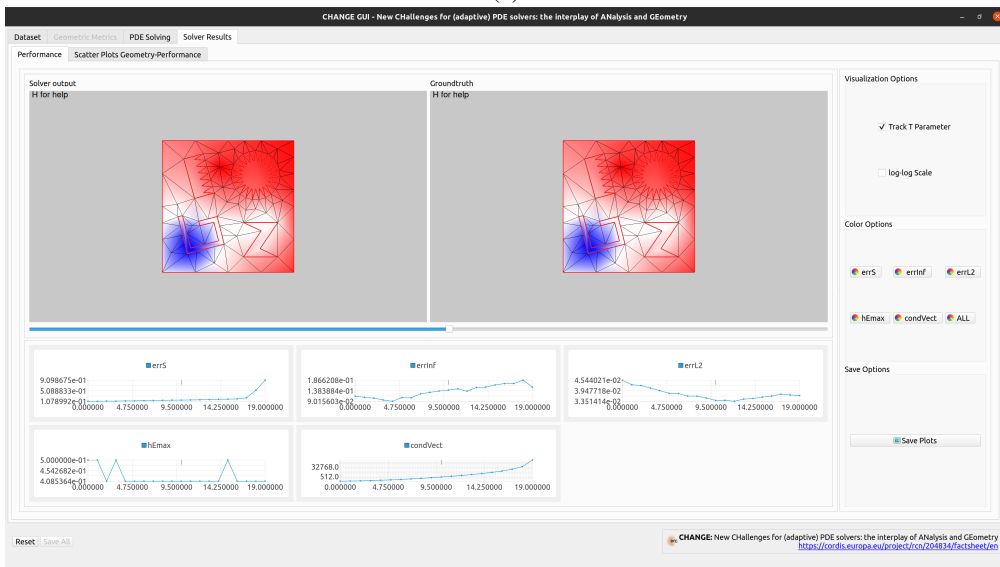 CHANGE GUI - New CHallenges for (adaptive) PDE solvers: the interplay of ANalysis and GEometry
Dataset Geometric Metrics PDE Solving Solver Results
Performance Scatter Plots Geometry-Performance
Solver output
H for help
Groundtruth
H for help
Visualization Options
✓ Track T Parameter
log-log Scale
Color Options
errS errInf errL2
hEmax condVect ALL
Save Options
Save Plots
errS
9.098675e-01
5.088833e-01
1.078992e-01
0.000000 4.750000 9.500000 14.250000 19.000000
errInf
1.866208e-01
1.383884e-01
9.015603e-02
0.000000 4.750000 9.500000 14.250000 19.000000
errL2
4.544021e-02
3.947718e-02
3.351414e-02
0.000000 4.750000 9.500000 14.250000 19.000000
hEmax
5.000000e-01
4.542682e-01
4.085364e-01
0.000000 4.750000 9.500000 14.250000 19.000000
condVect
32768.0
512.0
0.000000 4.750000 9.500000 14.250000 19.000000
Reset Save All
CHANGE: New CHallenges for (adaptive) PDE solvers: the interplay of ANalysis and GEometry
https://cordis.europa.eu/project/rcn/204834/factsheet/en